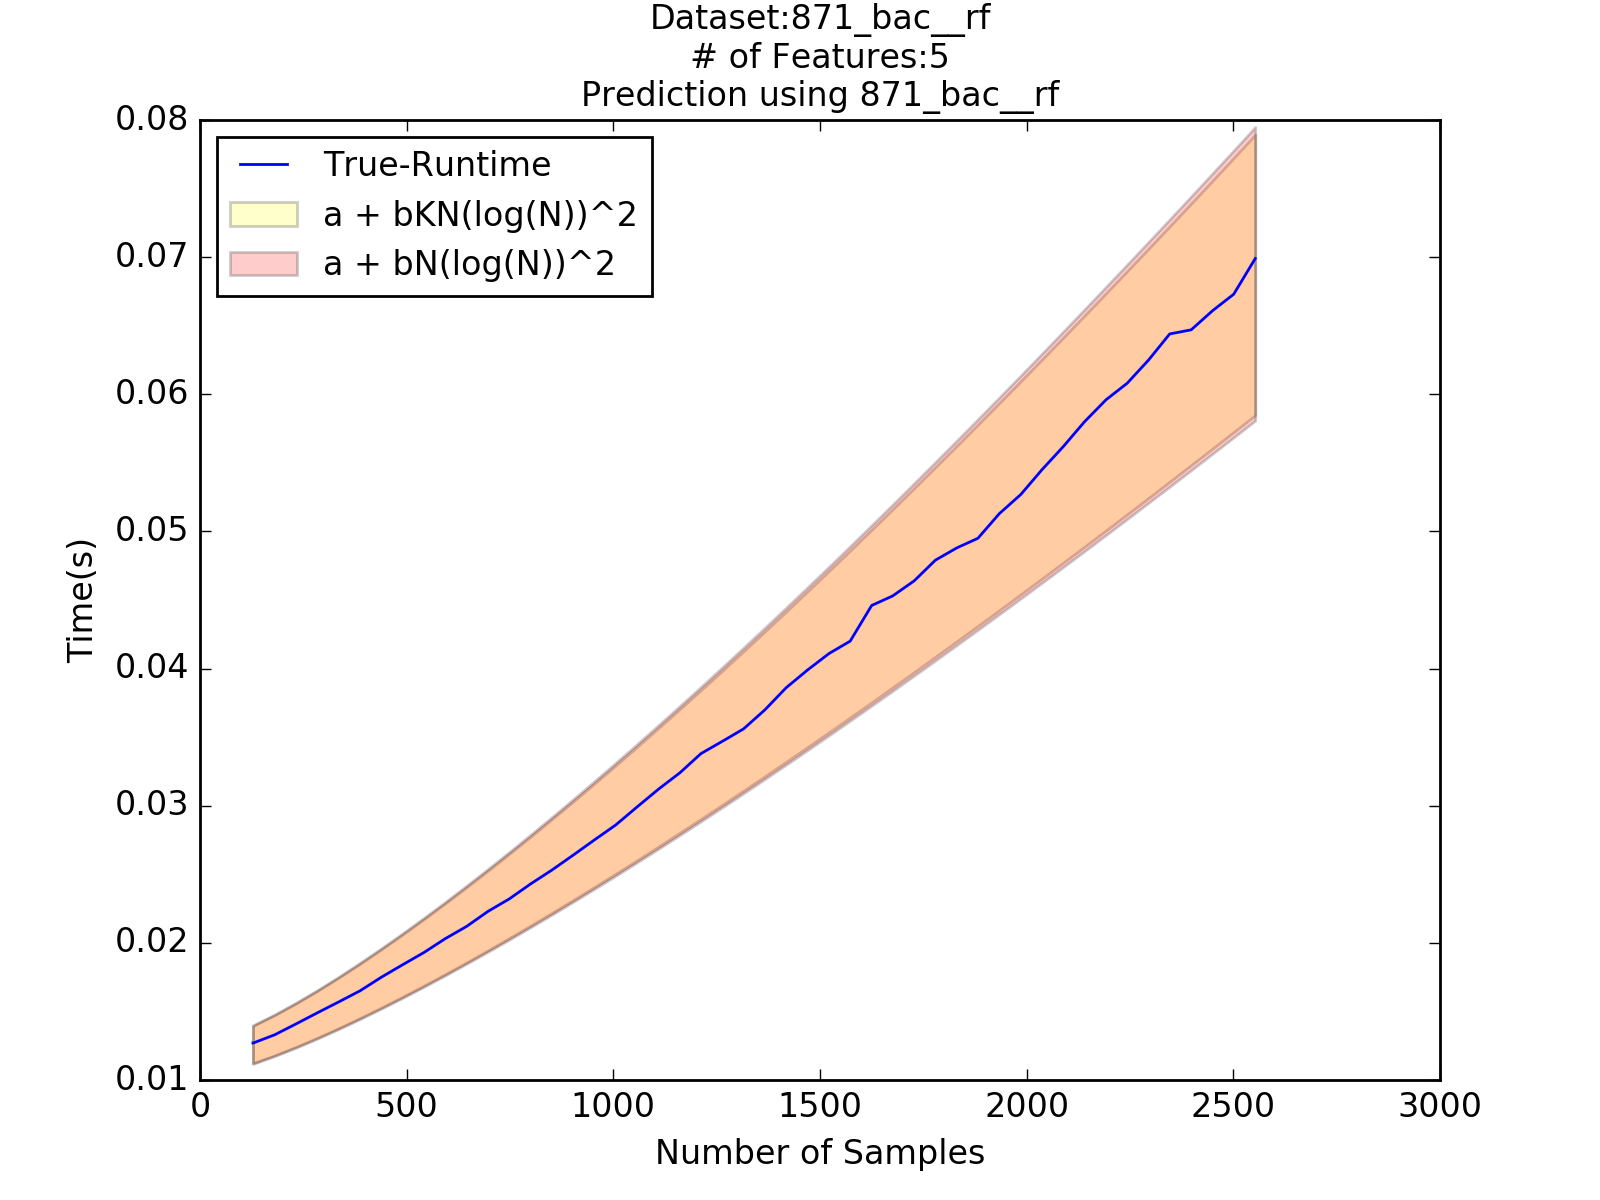 Dataset:871_bac__rf
# of Features:5
Prediction using 871_bac__rf
True-Runtime
a + bKN(log(N))^2
a + bN(log(N))^2
0.08
0.07
0.06
0.05
0.04
0.03
0.02
0.01
Time(s)
0 500 1000 1500 2000 2500 3000
Number of Samples